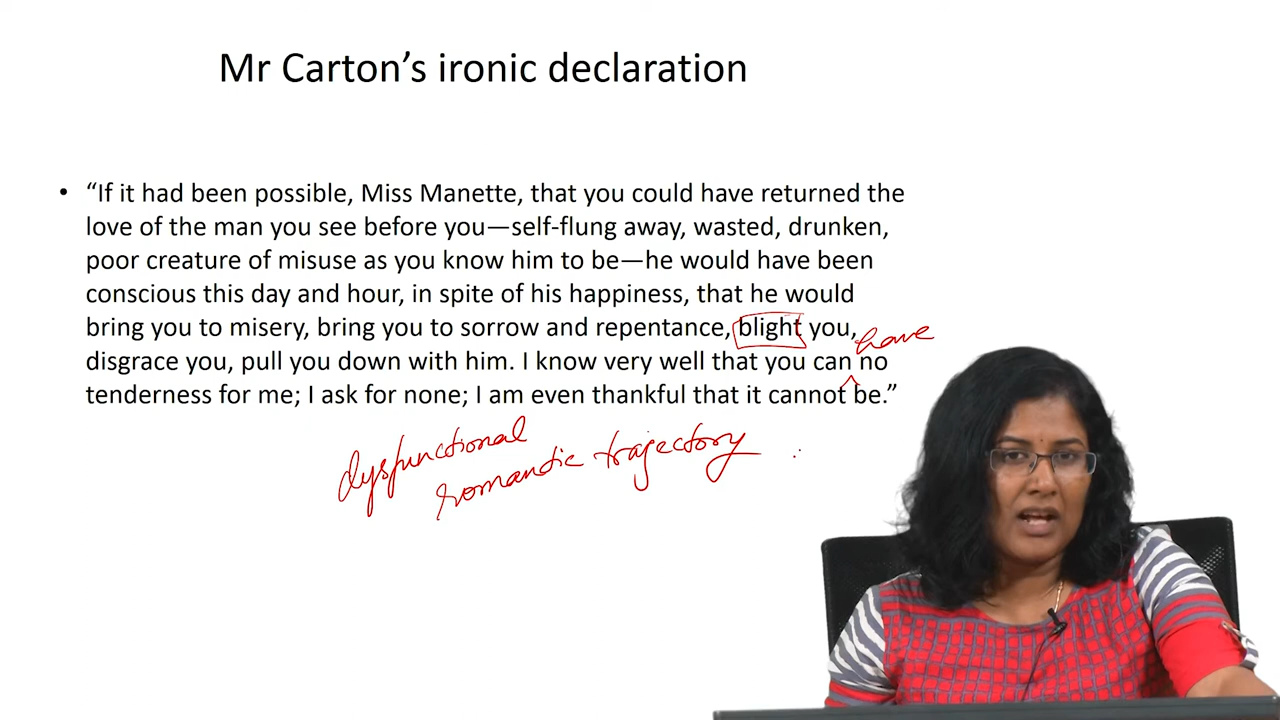 Mr Carton’s ironic declaration
• “If it had been possible, Miss Manette, that you could have returned the
love of the man you see before you—self-flung away, wasted, drunken,
poor creature of misuse as you know him to be—he would have been
conscious this day and hour, in spite of his happiness, that he would
bring you to misery, bring you to sorrow and repentance, blight you,
have
disgrace you, pull you down with him. I know very well that you can no
tenderness for me; I ask for none; I am even thankful that it cannot be.”
dysfunctional
romantic trajectory